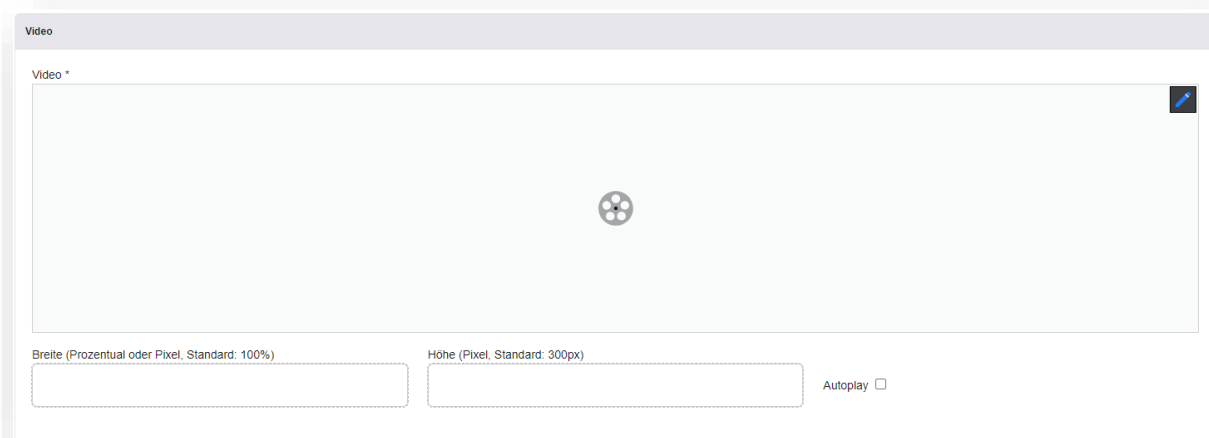 Video
Video *
Breite (Prozentual oder Pixel, Standard: 100%)
Höhe (Pixel, Standard: 300px)
Autoplay